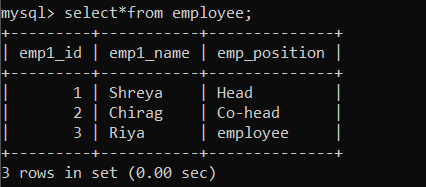 mysql> select*from employee;
+---------+-----------+--------------+
| emp1_id | emp1_name | emp_position |
+---------+-----------+--------------+
|       1 | Shreya    | Head         |
|       2 | Chirag    | Co-head      |
|       3 | Riya      | employee     |
+---------+-----------+--------------+
3 rows in set (0.00 sec)